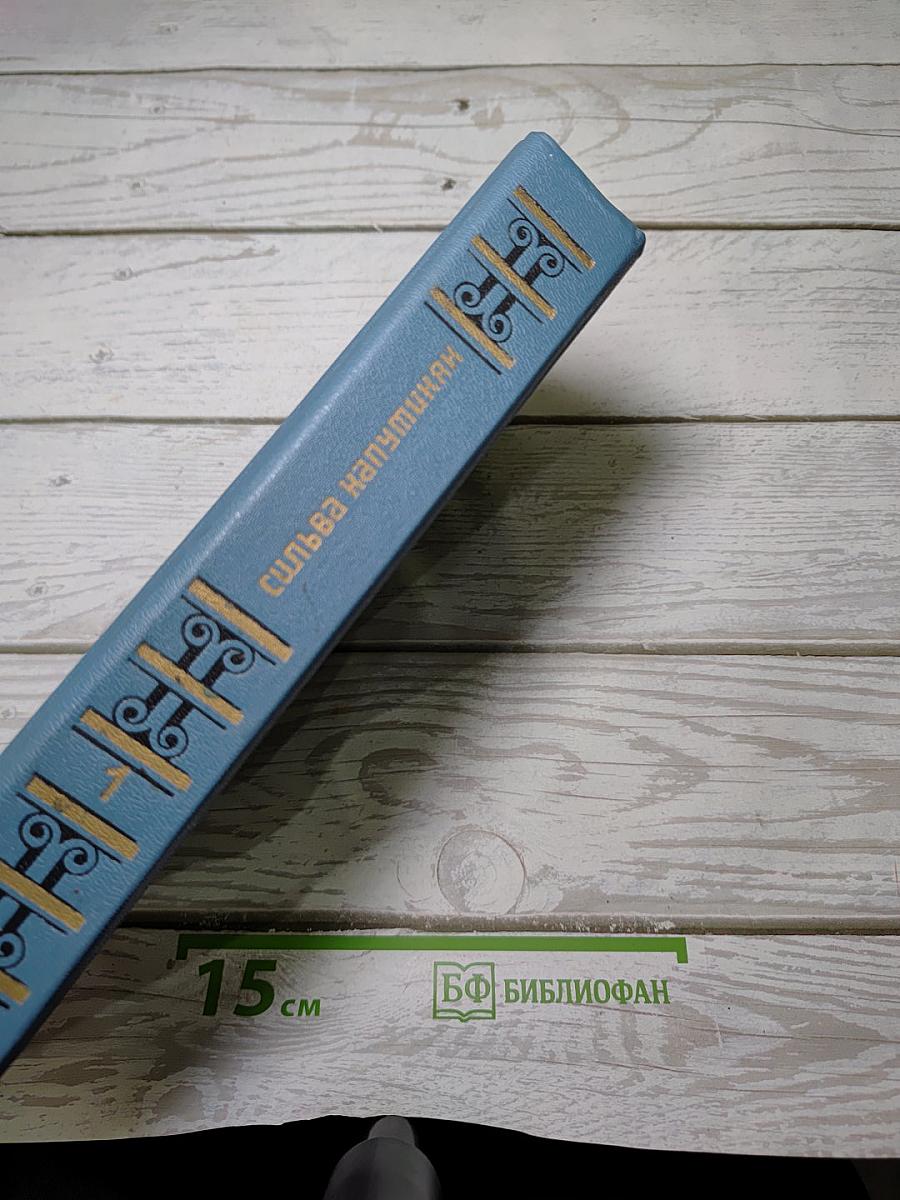 сильва капутикян
1
15 см
БФ БИБЛИОФАН